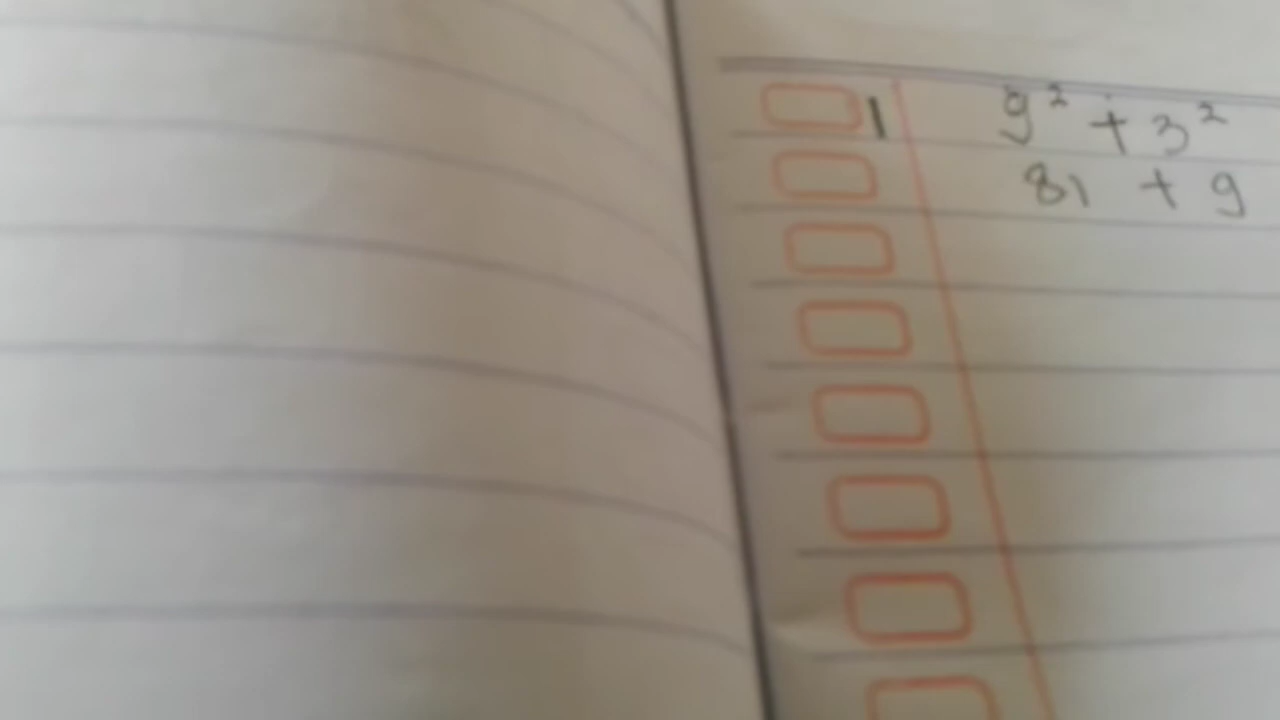 1 9² + 3²
81 + 9